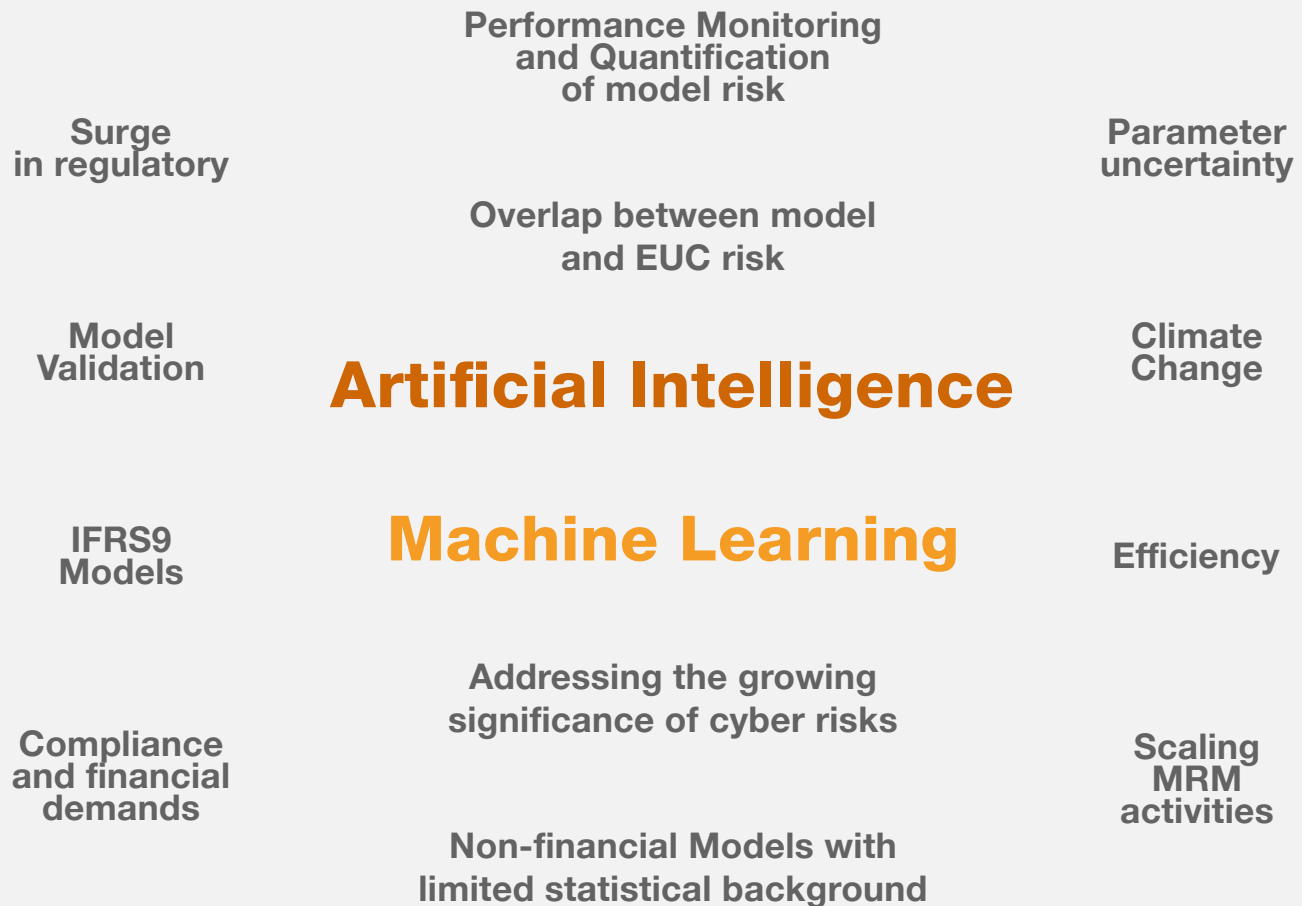 Performance Monitoring
and Quantification
of model risk
Surge
in regulatory
Parameter
uncertainty
Overlap between model
and EUC risk
Model
Validation
Climate
Change
Artificial Intelligence
IFRS9
Models
Machine Learning
Efficiency
Addressing the growing
significance of cyber risks
Compliance
and financial
demands
Scaling
MRM
activities
Non-financial Models with
limited statistical background